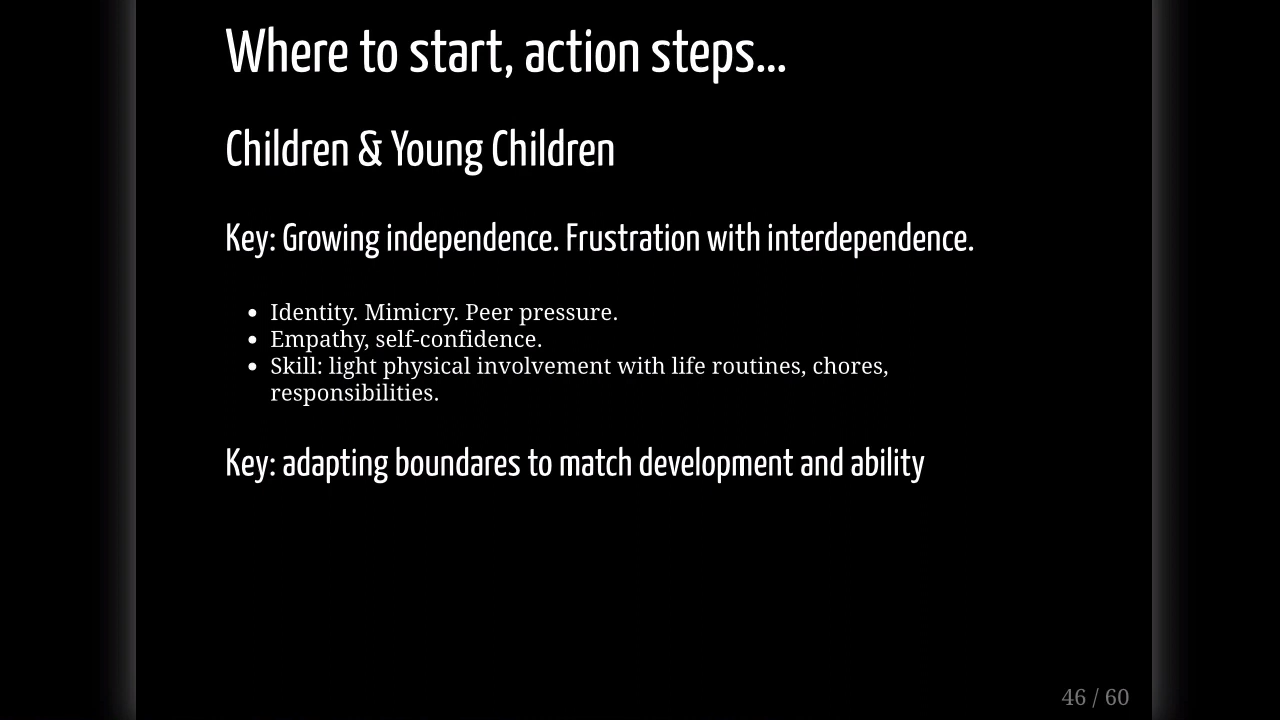 Where to start, action steps...
Children & Young Children
Key: Growing independence. Frustration with interdependence.
• Identity. Mimicry. Peer pressure.
• Empathy, self-confidence.
• Skill: light physical involvement with life routines, chores,
responsibilities.
Key: adapting boundares to match development and ability
46 / 60